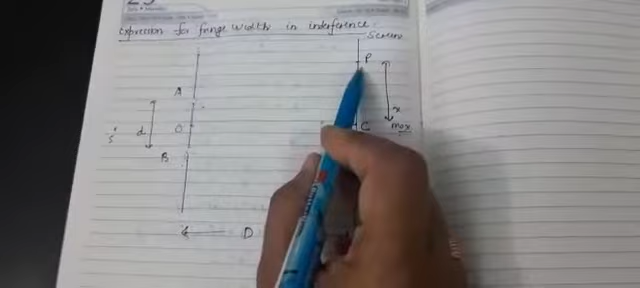 expression for fringe width in interference.
Screen
P
A
x
d
O
C
max
S
B
D